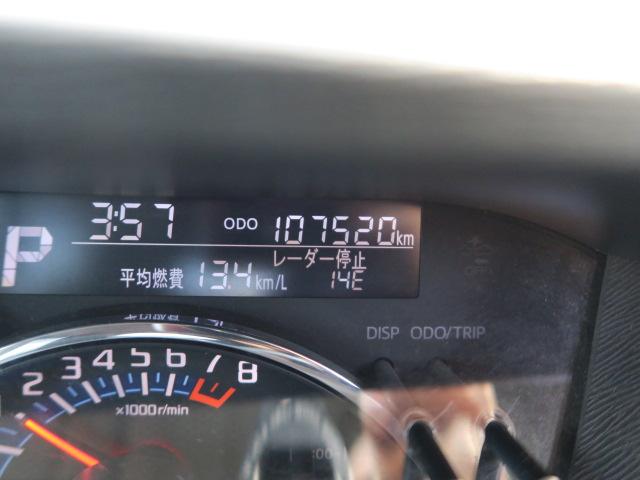 3:57 ODO 107520km
P
レーダー停止
平均燃費 13.4km/L 14E
DISP ODO/TRIP
2 3 4 5 6 7 8
x1000r/min